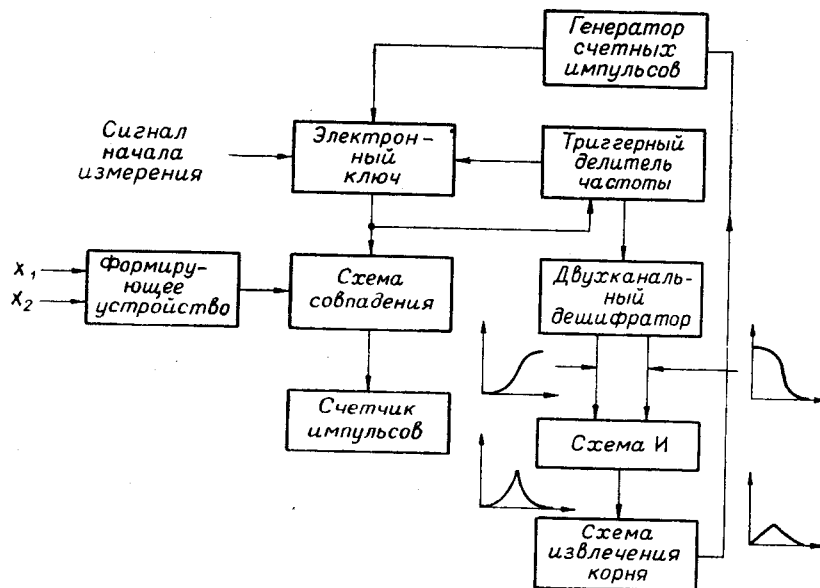 Генератор
счетных
импульсов
Сигнал
начала
измерения
Электрон-
ный
ключ
Триггерный
делитель
частоты
X₁
X₂
Формиру-
ющее
устройство
Схема
совпадения
Двухканаль-
ный
дешифратор
Счетчик
импульсов
Схема И
Схема
извлечения
корня